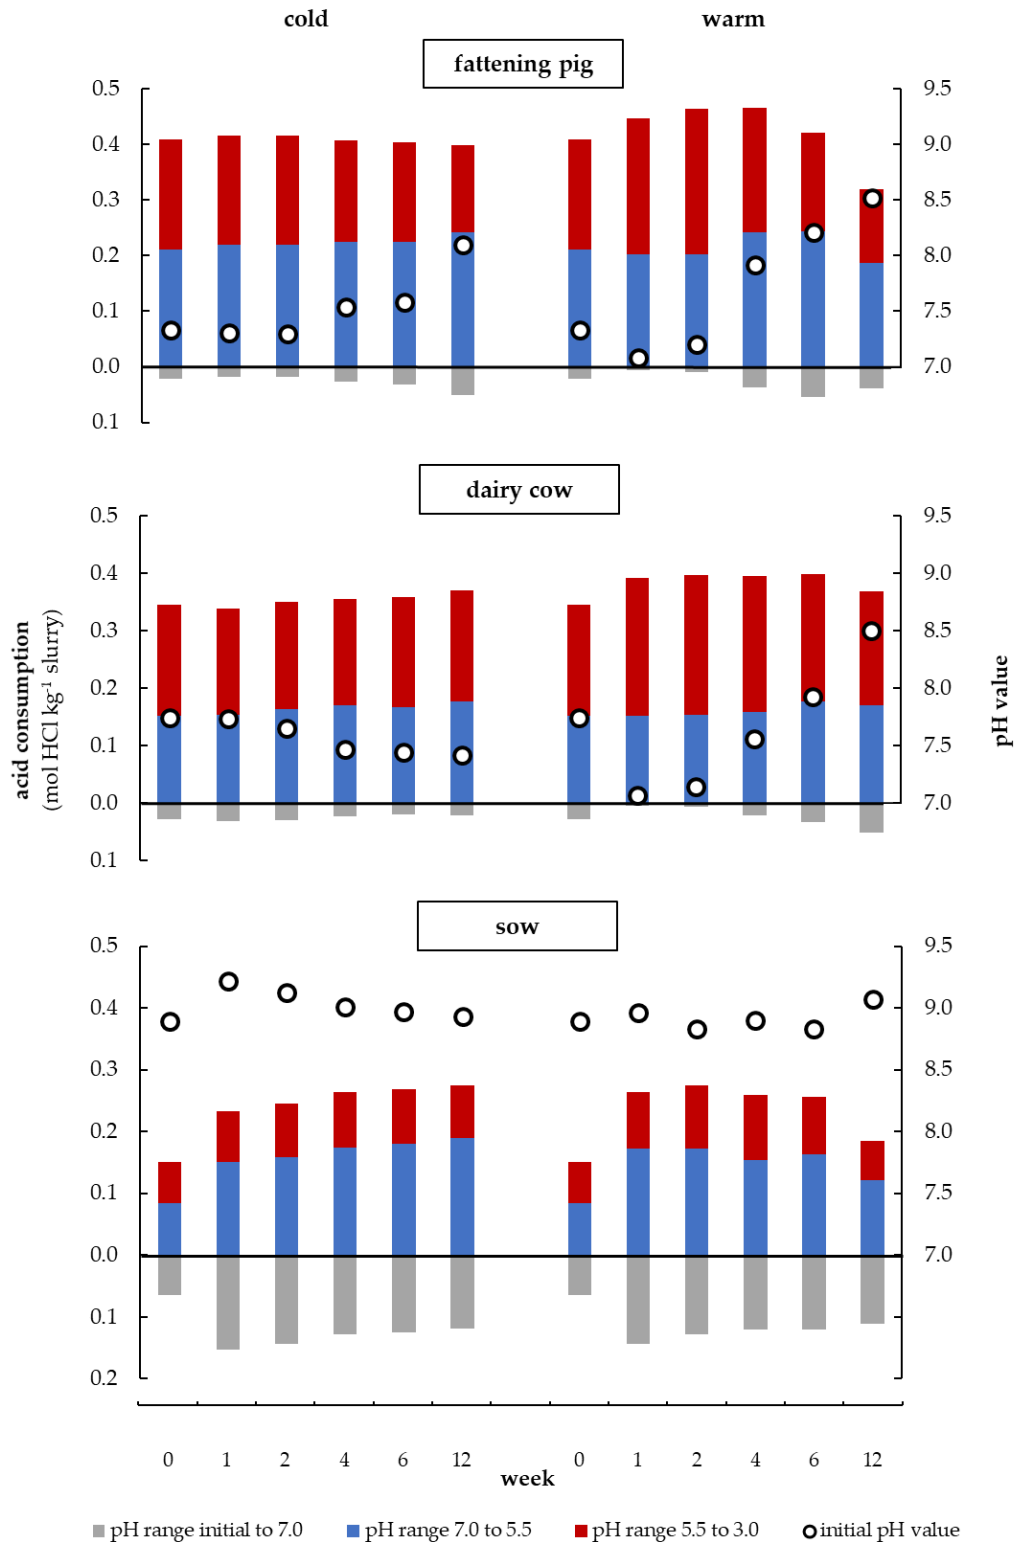 cold warm
fattening pig
0.5 9.5
0.4 9.0
0.3 8.5
0.2 8.0
0.1 7.5
0.0 7.0
0.1
dairy cow
0.5 9.5
0.4 9.0
0.3 8.5
0.2 8.0
0.1 7.5
0.0 7.0
0.1
acid consumption
(mol HCl kg⁻¹ slurry)
pH value
sow
0.5 9.5
0.4 9.0
0.3 8.5
0.2 8.0
0.1 7.5
0.0 7.0
0.1
0.2
0 1 2 4 6 12 0 1 2 4 6 12
week
pH range initial to 7.0 pH range 7.0 to 5.5 pH range 5.5 to 3.0 initial pH value